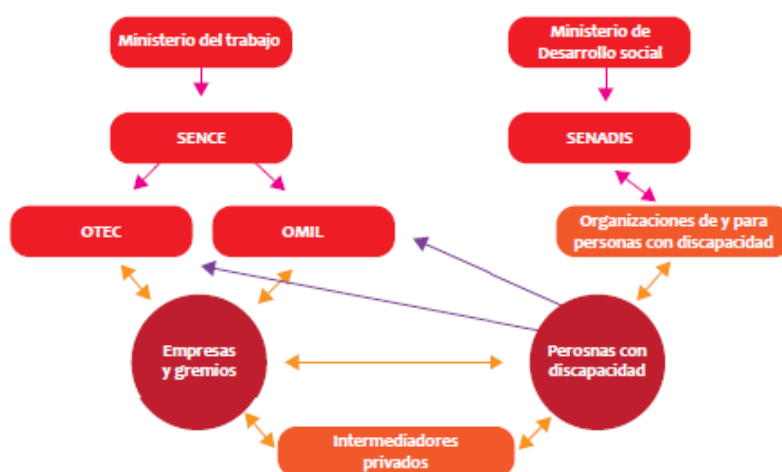 Ministerio del trabajo
Ministerio de
Desarrollo social
SENCE
SENADIS
OTEC
OMIL
Organizaciones de y para
personas con discapacidad
Empresas
y gremios
Perosnas con
discapacidad
Intermediadores
privados